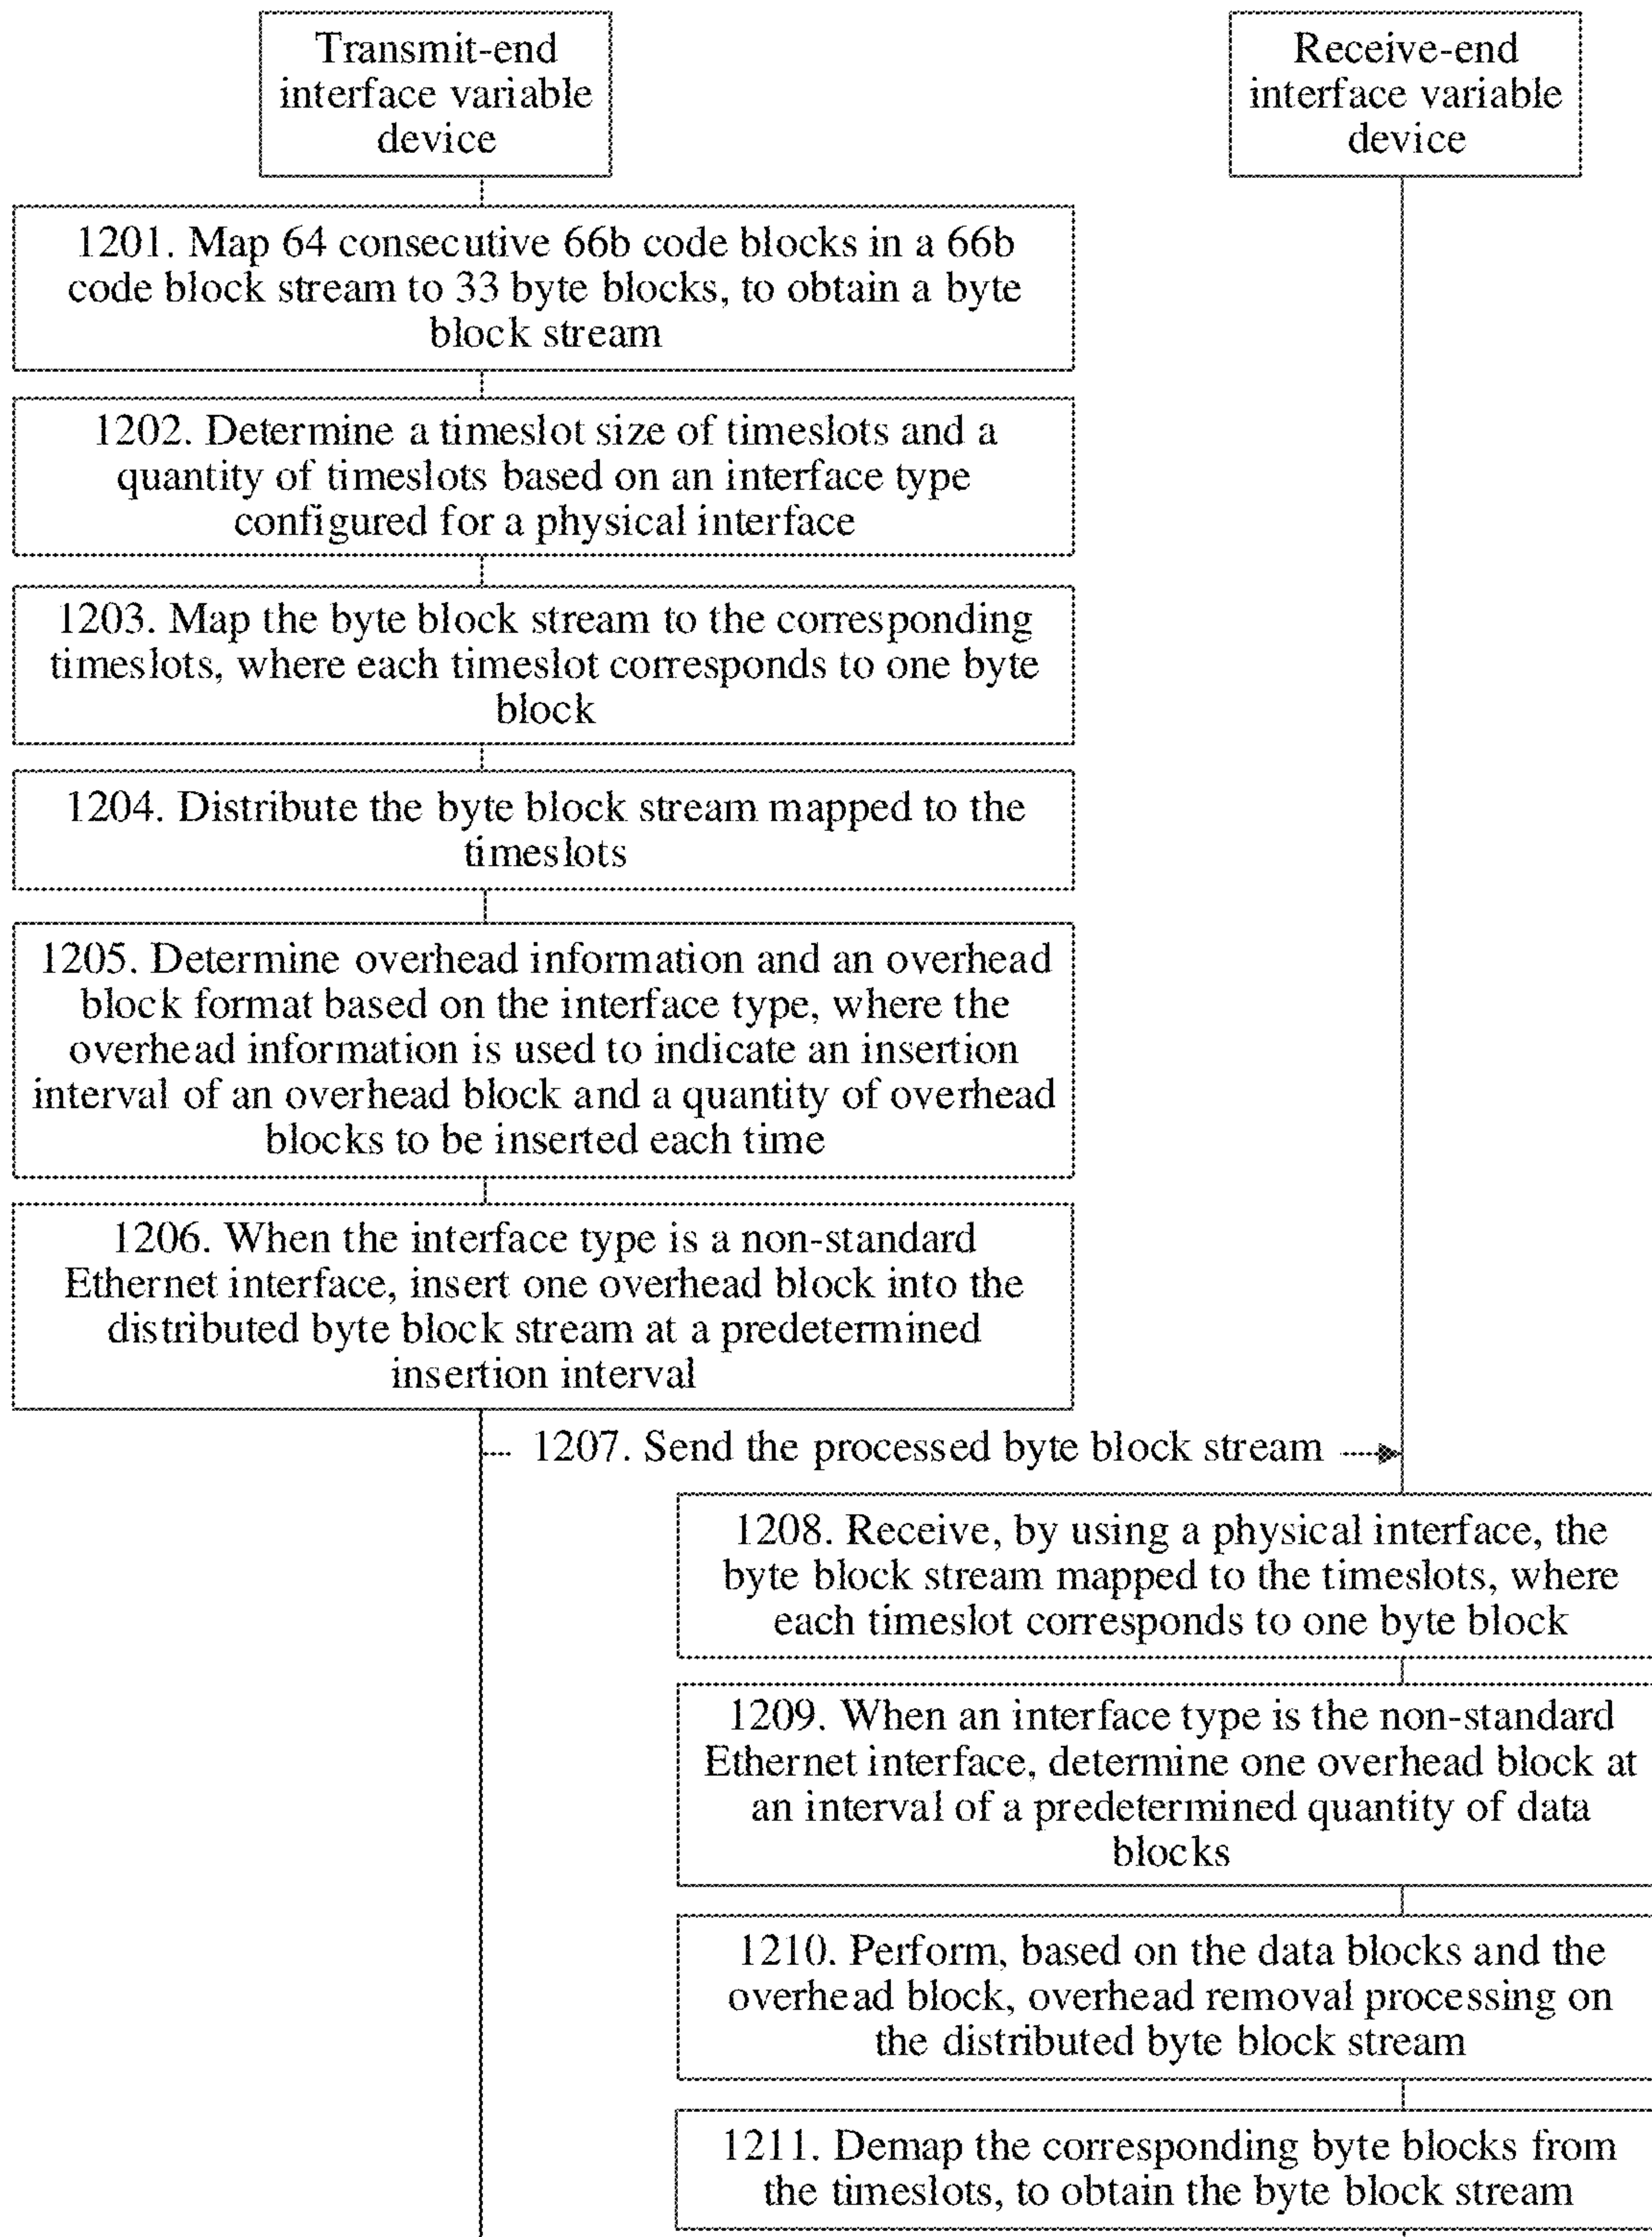 Transmit-end
interface variable
device
Receive-end
interface variable
device
1201. Map 64 consecutive 66b code blocks in a 66b
code block stream to 33 byte blocks, to obtain a byte
block stream
1202. Determine a timeslot size of timeslots and a
quantity of timeslots based on an interface type
configured for a physical interface
1203. Map the byte block stream to the corresponding
timeslots, where each timeslot corresponds to one byte
block
1204. Distribute the byte block stream mapped to the
timeslots
1205. Determine overhead information and an overhead
block format based on the interface type, where the
overhead information is used to indicate an insertion
interval of an overhead block and a quantity of overhead
blocks to be inserted each time
1206. When the interface type is a non-standard
Ethernet interface, insert one overhead block into the
distributed byte block stream at a predetermined
insertion interval
1207. Send the processed byte block stream
1208. Receive, by using a physical interface, the
byte block stream mapped to the timeslots, where
each timeslot corresponds to one byte block
1209. When an interface type is the non-standard
Ethernet interface, determine one overhead block at
an interval of a predetermined quantity of data
blocks
1210. Perform, based on the data blocks and the
overhead block, overhead removal processing on
the distributed byte block stream
1211. Demap the corresponding byte blocks from
the timeslots, to obtain the byte block stream